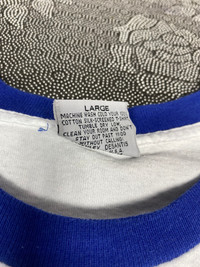 LARGE
MACHINE WASH COLD YOUR 100%
COTTON SILK-SCREENED T-SHIRT.
TUMBLE DRY LOW.
CLEAN YOUR ROOM AND DON'T
STAY OUT PAST 11:00
WITHOUT CALLING.
DESANTIS